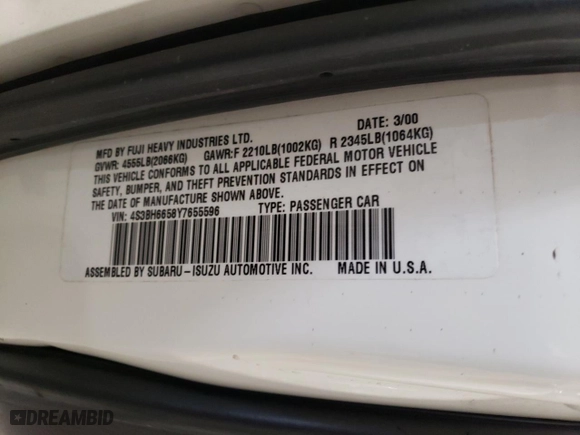 MFD BY FUJI HEAVY INDUSTRIES LTD. DATE: 3/00
GVWR: 4555LB(2066KG) GAWR:F 2210LB(1002KG) R 2345LB(1064KG)
THIS VEHICLE CONFORMS TO ALL APPLICABLE FEDERAL MOTOR VEHICLE
SAFETY, BUMPER, AND THEFT PREVENTION STANDARDS IN EFFECT ON
THE DATE OF MANUFACTURE SHOWN ABOVE.
VIN: 4S3BH6658Y7655596 TYPE: PASSENGER CAR
ASSEMBLED BY SUBARU-ISUZU AUTOMOTIVE INC. MADE IN U.S.A.
DREAMBID